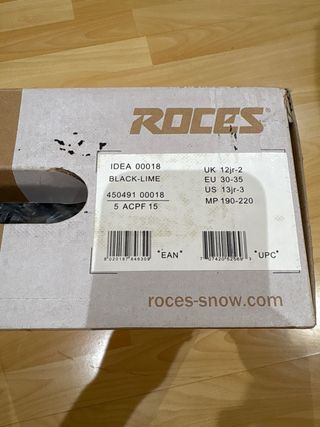 ROCES
IDEA 00018
BLACK-LIME
450491 00018
5 ACPF 15
UK 12jr-2
EU 30-35
US 13jr-3
MP 190-220
"EAN"
"UPC"
roces-snow.com